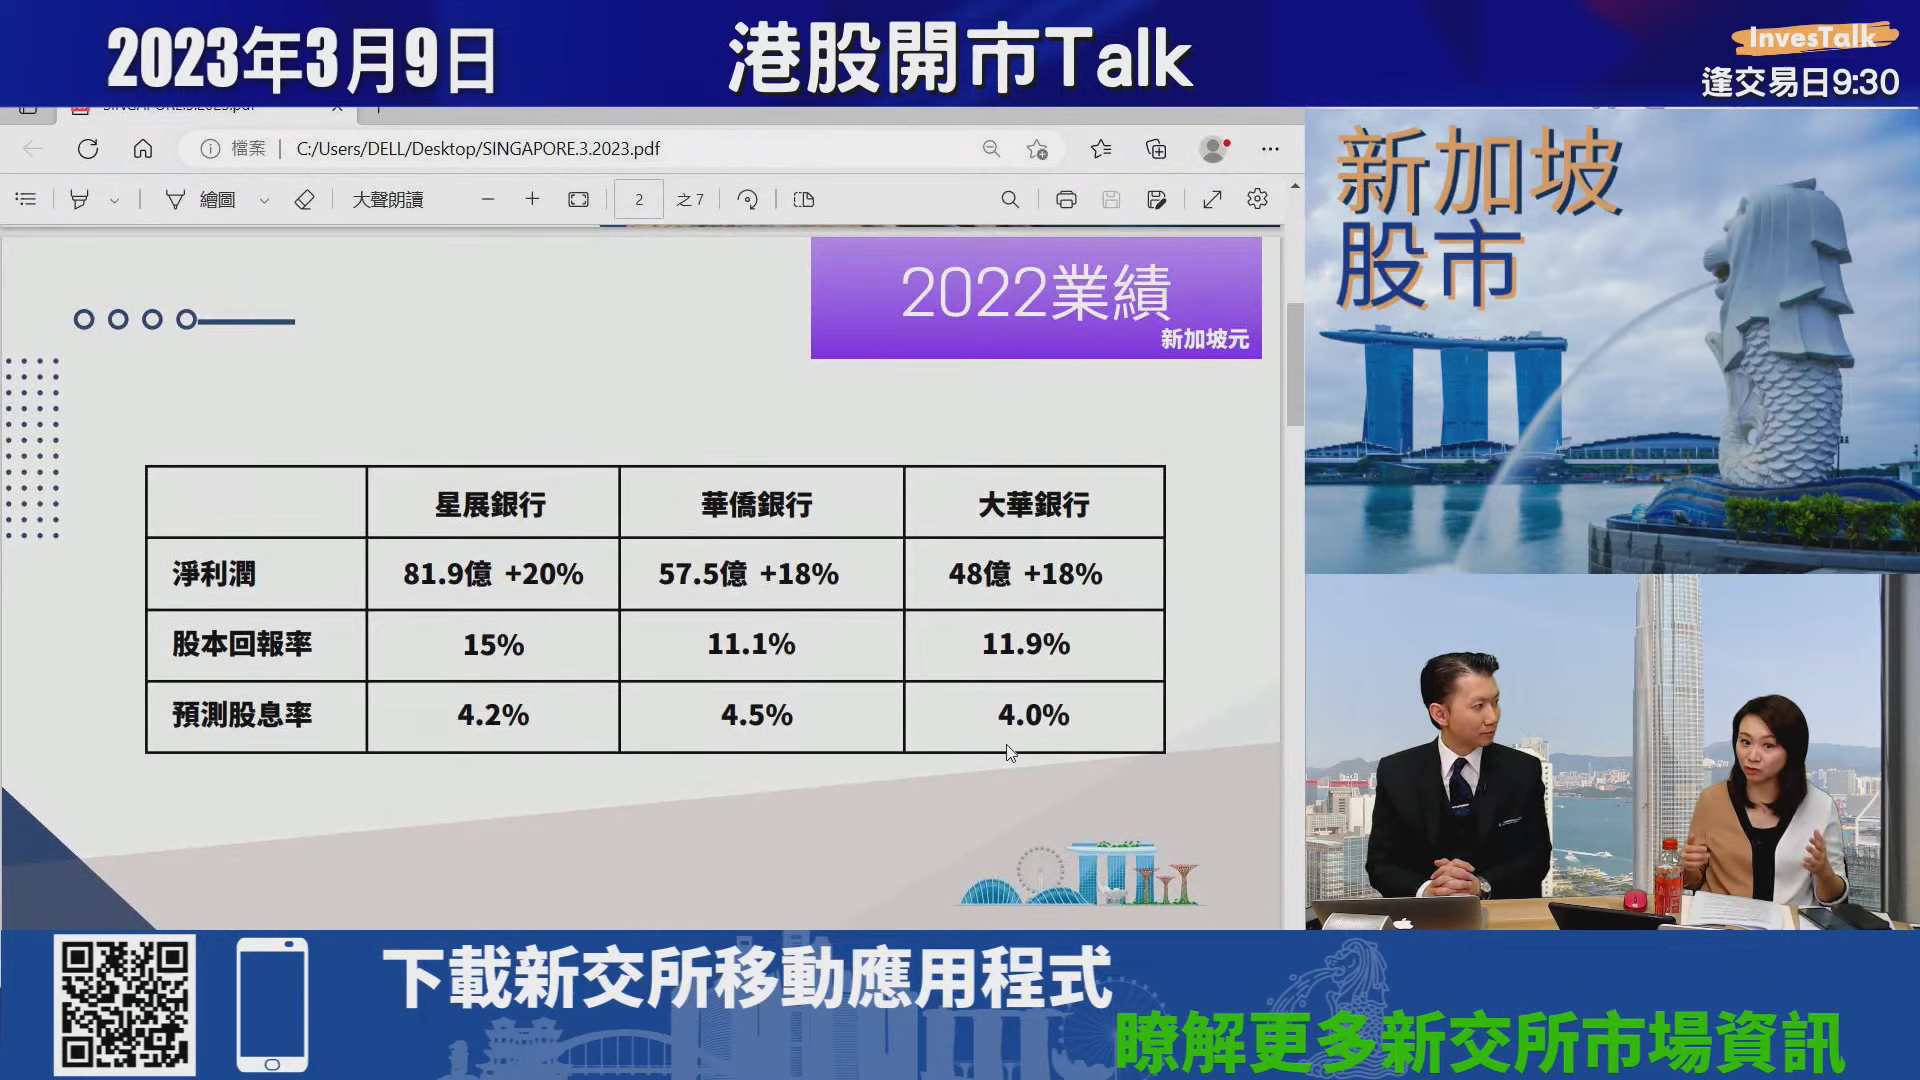 2023年3月9日
港股開市Talk
InvesTalk
逢交易日9:30
SINGAPORE.3.2023.pdf
檔案 | C:/Users/DELL/Desktop/SINGAPORE.3.2023.pdf
繪圖
大聲朗讀
2
之 7
2022業績
新加坡元
星展銀行 華僑銀行 大華銀行
淨利潤 81.9億 +20% 57.5億 +18% 48億 +18%
股本回報率 15% 11.1% 11.9%
預測股息率 4.2% 4.5% 4.0%
新加坡
股市
下載新交所移動應用程式
瞭解更多新交所市場資訊